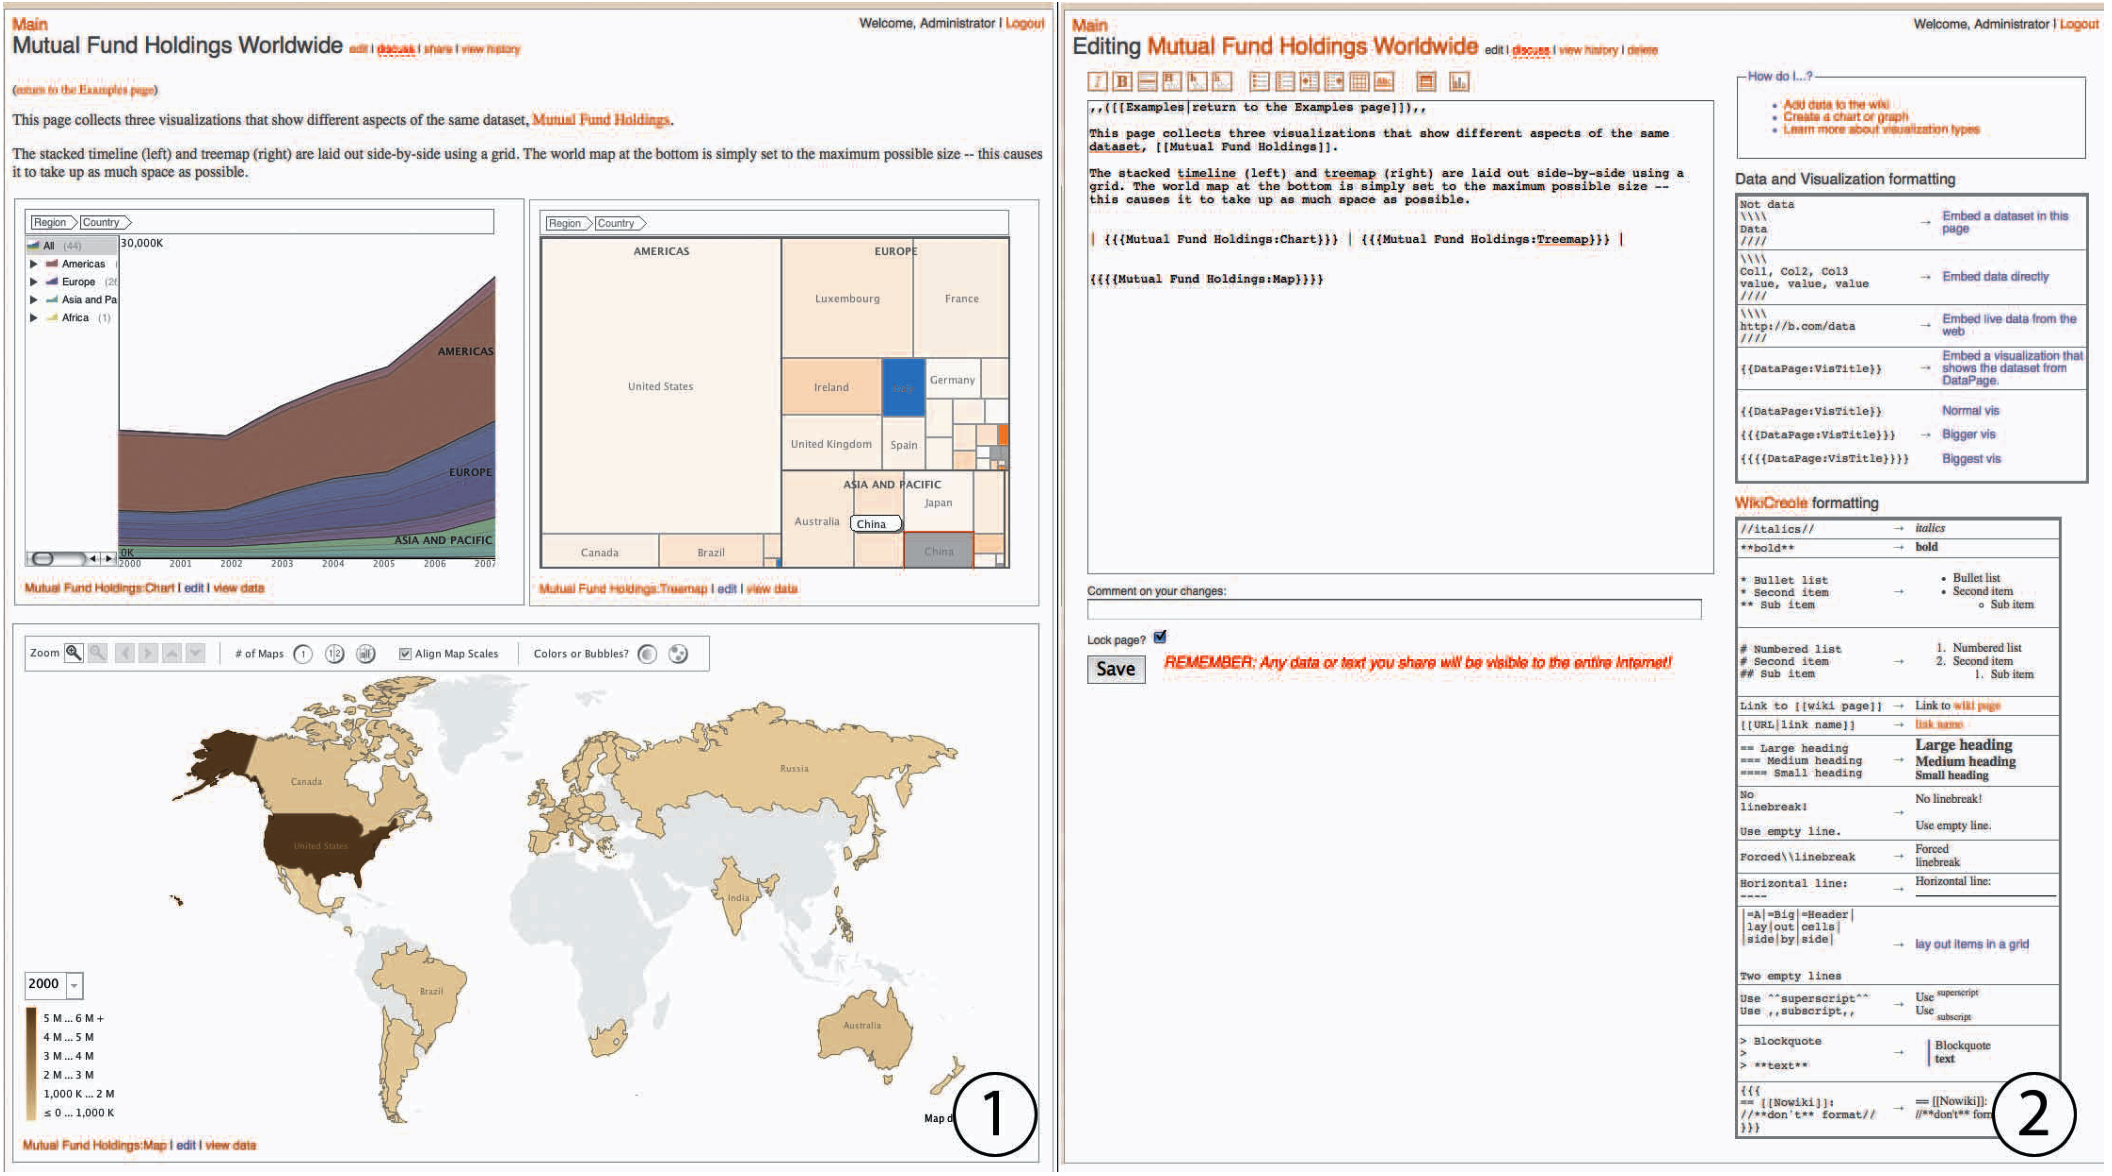 Main
Welcome, Administrator | Logout
Mutual Fund Holdings Worldwide edit | discuss | share | view history
(return to the Examples page)
This page collects three visualizations that show different aspects of the same dataset, Mutual Fund Holdings.
The stacked timeline (left) and treemap (right) are laid out side-by-side using a grid. The world map at the bottom is simply set to the maximum possible size -- this causes
it to take up as much space as possible.
Region Country
All (44)
Americas
Europe (2
Asia and Pa
Africa (1)
30,000K
AMERICAS
EUROPE
ASIA AND PACIFIC
0K
2000 2001 2002 2003 2004 2005 2006 2007
Mutual Fund Holdings:Chart | edit | view data
Region Country
AMERICAS
EUROPE
Luxembourg
France
United States
Ireland
Germany
United Kingdom
Spain
ASIA AND PACIFIC
Japan
Australia
China
Canada
Brazil
China
Mutual Fund Holdings:Treemap | edit | view data
Zoom
# of Maps 1 1 2 all
Align Map Scales
Colors or Bubbles?
Canada
United States
Russia
India
Brazil
Australia
2000
5 M ... 6 M +
4 M ... 5 M
3 M ... 4 M
2 M ... 3 M
1,000 K ... 2 M
≤ 0 ... 1,000 K
Map d
1
Mutual Fund Holdings:Map | edit | view data
Main
Welcome, Administrator | Logout
Editing Mutual Fund Holdings Worldwide edit | discuss | view history | delete
,,([[Examples|return to the Examples page]]),,
This page collects three visualizations that show different aspects of the same
dataset, [[Mutual Fund Holdings]].
The stacked timeline (left) and treemap (right) are laid out side-by-side using a
grid. The world map at the bottom is simply set to the maximum possible size --
this causes it to take up as much space as possible.
| {{{Mutual Fund Holdings:Chart}}} | {{{Mutual Fund Holdings:Treemap}}} |
{{{{Mutual Fund Holdings:Map}}}}
Comment on your changes:
Lock page?
Save
REMEMBER: Any data or text you share will be visible to the entire Internet!
How do I...?
Add data to the wiki
Create a chart or graph
Learn more about visualization types
Data and Visualization formatting
Not data
\\\\
Data
////
→ Embed a dataset in this
page
\\\\
Col1, Col2, Col3
value, value, value
////
→ Embed data directly
\\\\
http://b.com/data
////
→ Embed live data from the
web
{{DataPage:VisTitle}}
→ Embed a visualization that
shows the dataset from
DataPage.
{{DataPage:VisTitle}} Normal vis
{{{DataPage:VisTitle}}} → Bigger vis
{{{{DataPage:VisTitle}}}} Biggest vis
WikiCreole formatting
//italics// → italics
**bold** → bold
* Bullet list
* Second item
** Sub item
→
• Bullet list
• Second item
○ Sub item
# Numbered list
# Second item
## Sub item
→
1. Numbered list
2. Second item
1. Sub item
Link to [[wiki page]] → Link to wiki page
[[URL|link name]] → link name
== Large heading
=== Medium heading
==== Small heading
→
Large heading
Medium heading
Small heading
No
linebreak!
Use empty line.
→
No linebreak!
Use empty line.
Forced\\linebreak
→
Forced
linebreak
Horizontal line:
----
→ Horizontal line:
|=A|=Big|=Header|
|lay|out|cells|
|side|by|side|
Two empty lines
→ lay out items in a grid
Use ^^superscript^^
Use ,,subscript,,
→
Use superscript
Use subscript
> Blockquote
>
> **text**
→
Blockquote
text
{{{
== [[Nowiki]]:
//**don't** format//
}}}
→
== [[Nowiki]]:
//**don't** for
2